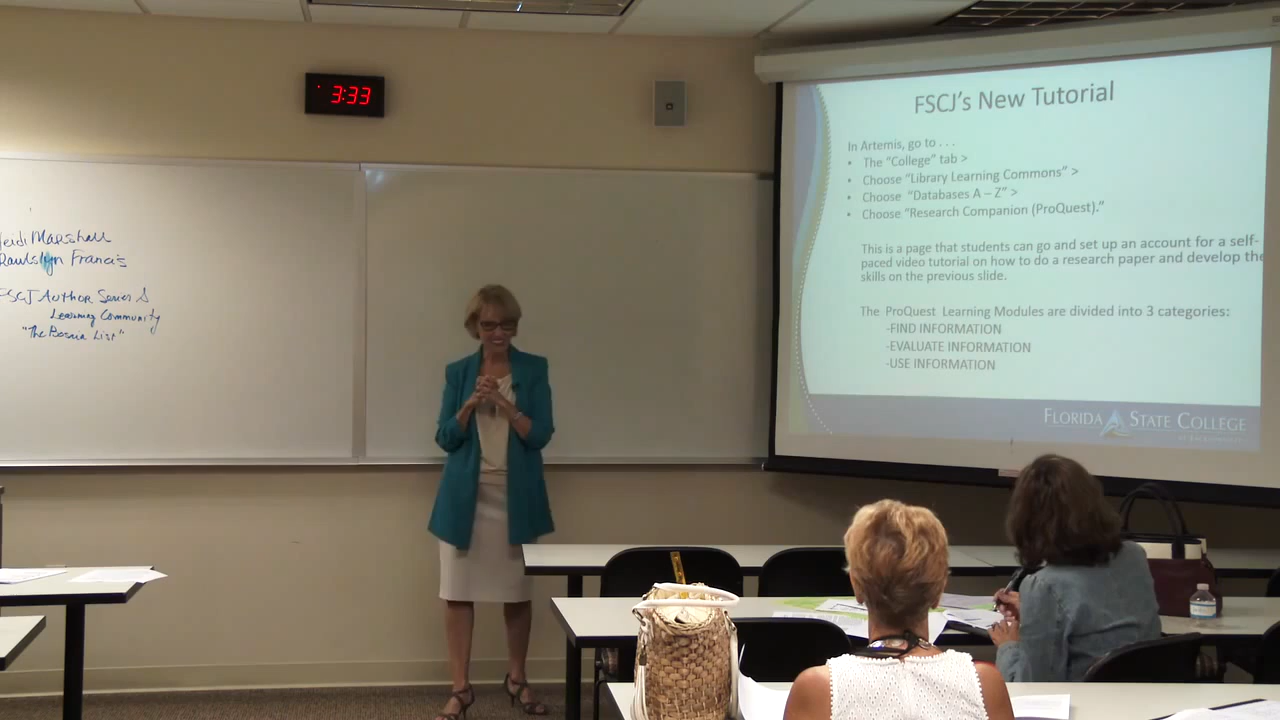 3:33
Heidi Marshall
Francis
FSCJ Author Series &
Learning Community
"The Bosnia List"
FSCJ's New Tutorial
In Artemis, go to . . .
• The "College" tab >
• Choose "Library Learning Commons" >
• Choose "Databases A – Z" >
• Choose "Research Companion (ProQuest)."
This is a page that students can go and set up an account for a self-
paced video tutorial on how to do a research paper and develop the
skills on the previous slide.
The ProQuest Learning Modules are divided into 3 categories:
-FIND INFORMATION
-EVALUATE INFORMATION
-USE INFORMATION
FLORIDA STATE COLLEGE